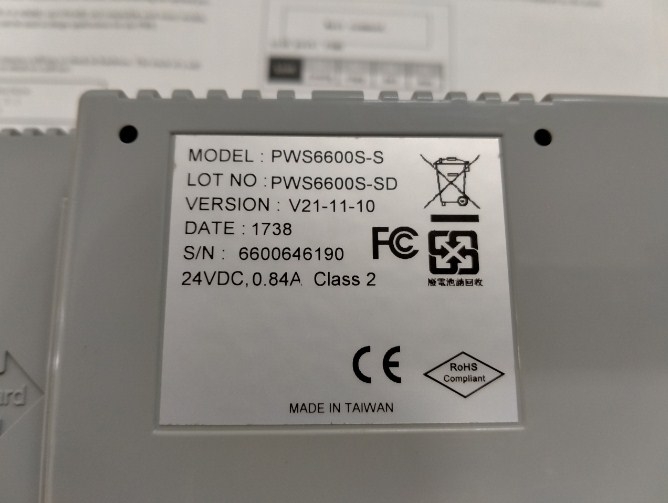 MODEL : PWS6600S-S
LOT NO : PWS6600S-SD
VERSION : V21-11-10
DATE : 1738
S/N : 6600646190
24VDC, 0.84A Class 2
FC
廢電池請回收
CE
RoHS
Compliant
MADE IN TAIWAN